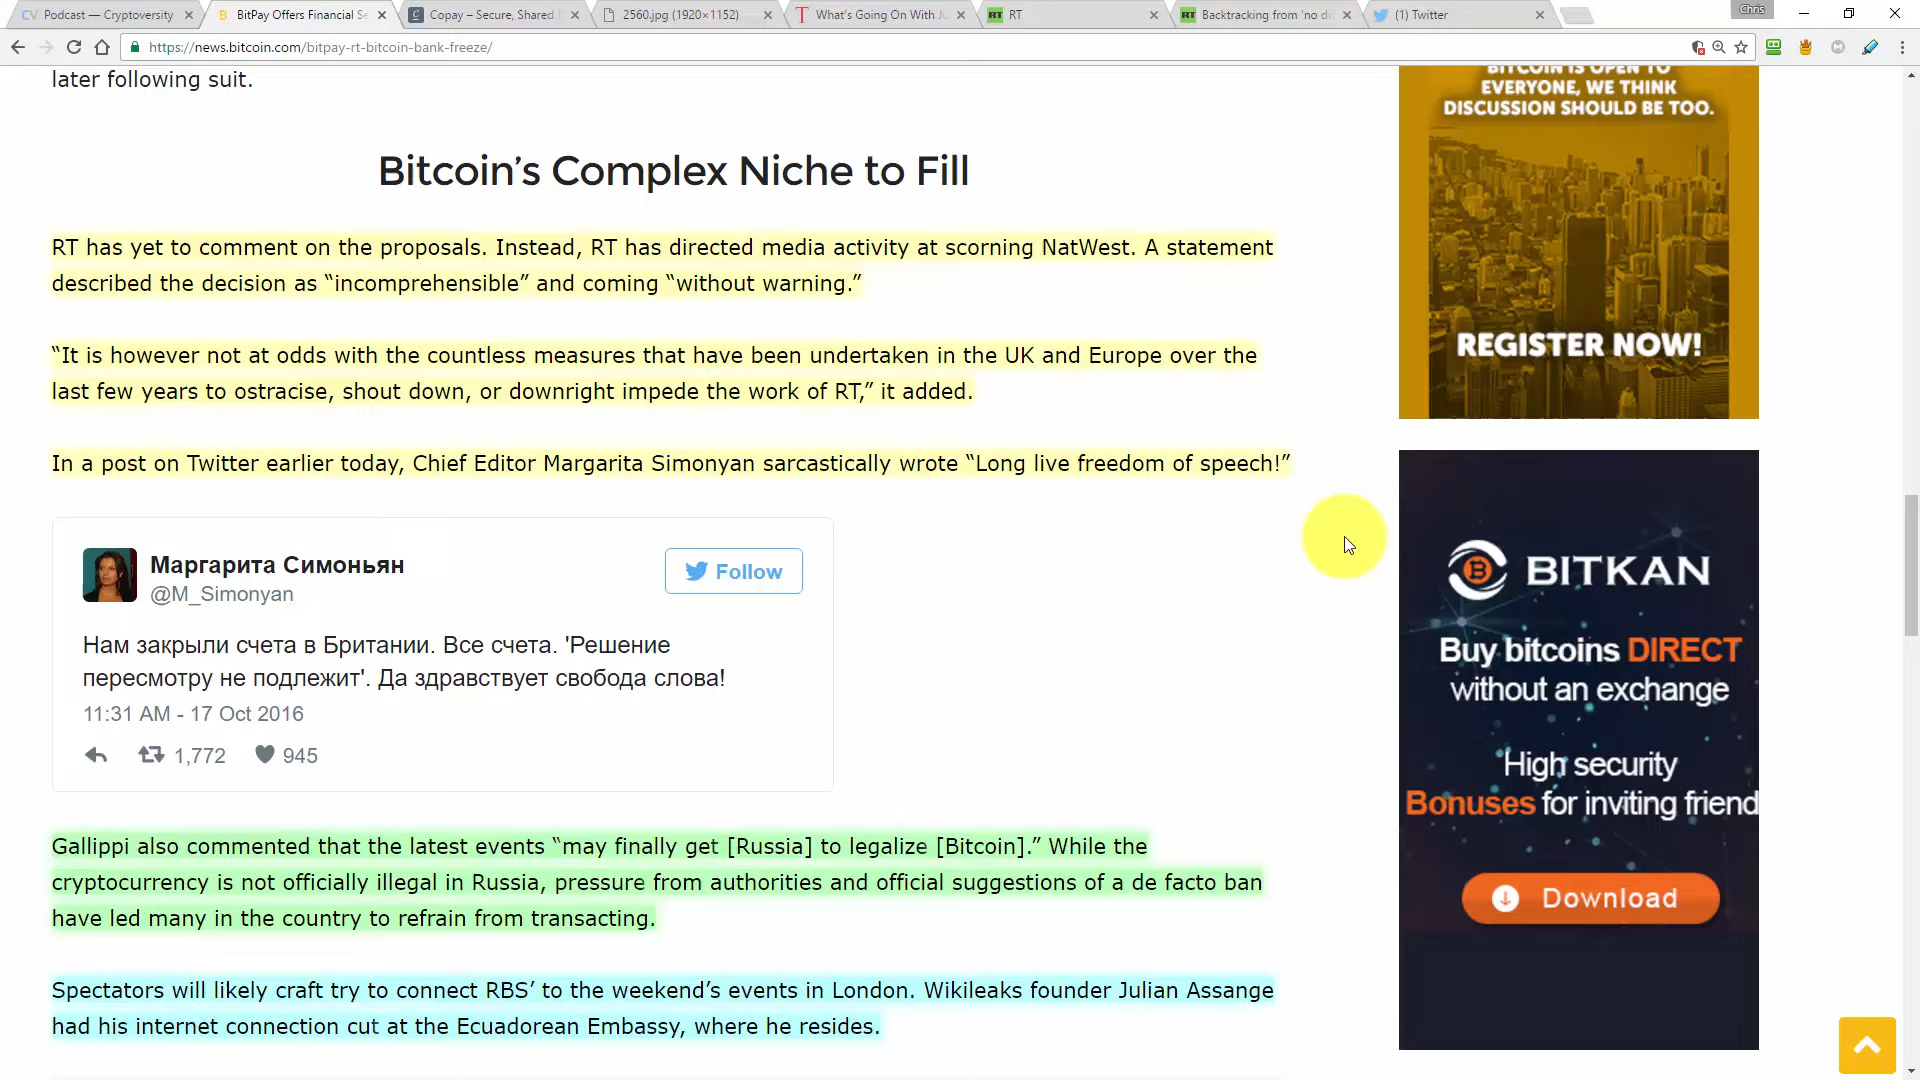 Podcast — Cryptoversity
BitPay Offers Financial Se
Copay – Secure, Shared
2560.jpg (1920×1152)
What's Going On With
RT
Backtracking from 'no di
(1) Twitter
Chris
https://news.bitcoin.com/bitpay-rt-bitcoin-bank-freeze/
later following suit.
Bitcoin’s Complex Niche to Fill
RT has yet to comment on the proposals. Instead, RT has directed media activity at scorning NatWest. A statement
described the decision as “incomprehensible” and coming “without warning.”
“It is however not at odds with the countless measures that have been undertaken in the UK and Europe over the
last few years to ostracise, shout down, or downright impede the work of RT,” it added.
In a post on Twitter earlier today, Chief Editor Margarita Simonyan sarcastically wrote “Long live freedom of speech!”
Маргарита Симоньян
@M_Simonyan
Follow
Нам закрыли счета в Британии. Все счета. 'Решение
пересмотру не подлежит'. Да здравствует свобода слова!
11:31 AM - 17 Oct 2016
1,772 945
Gallippi also commented that the latest events “may finally get [Russia] to legalize [Bitcoin].” While the
cryptocurrency is not officially illegal in Russia, pressure from authorities and official suggestions of a de facto ban
have led many in the country to refrain from transacting.
Spectators will likely craft try to connect RBS’ to the weekend’s events in London. Wikileaks founder Julian Assange
had his internet connection cut at the Ecuadorean Embassy, where he resides.
BITCOIN IS OPEN TO
EVERYONE, WE THINK
DISCUSSION SHOULD BE TOO.
REGISTER NOW!
BITKAN
Buy bitcoins DIRECT
without an exchange
High security
Bonuses for inviting friend
Download